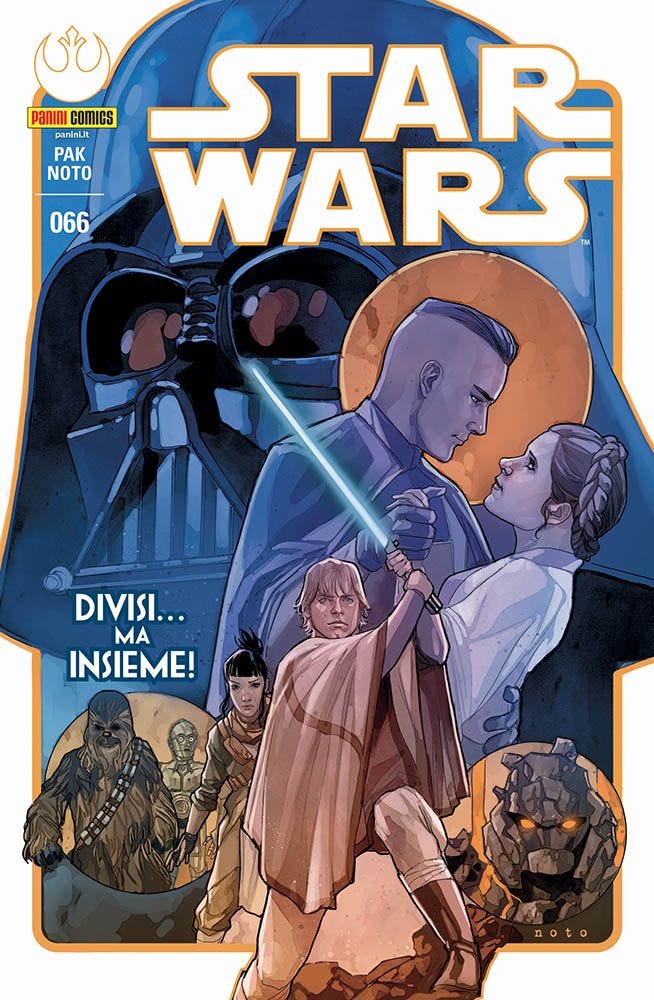 STAR
WARS
TM
PANINI COMICS
panini.it
PAK
NOTO
066
DIVISI...
MA
INSIEME!
noto